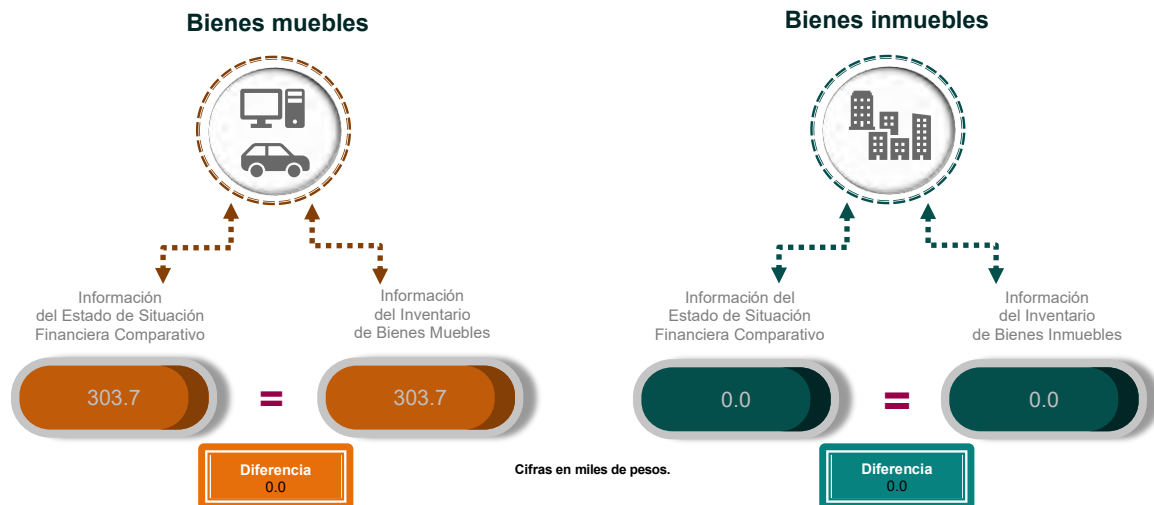 Bienes muebles
Información
del Estado de Situación
Financiera Comparativo
Información
del Inventario
de Bienes Muebles
303.7
=
303.7
Diferencia
0.0
Cifras en miles de pesos.
Bienes inmuebles
Información del
Estado de Situación
Financiera Comparativo
Información
del Inventario
de Bienes Inmuebles
0.0
=
0.0
Diferencia
0.0